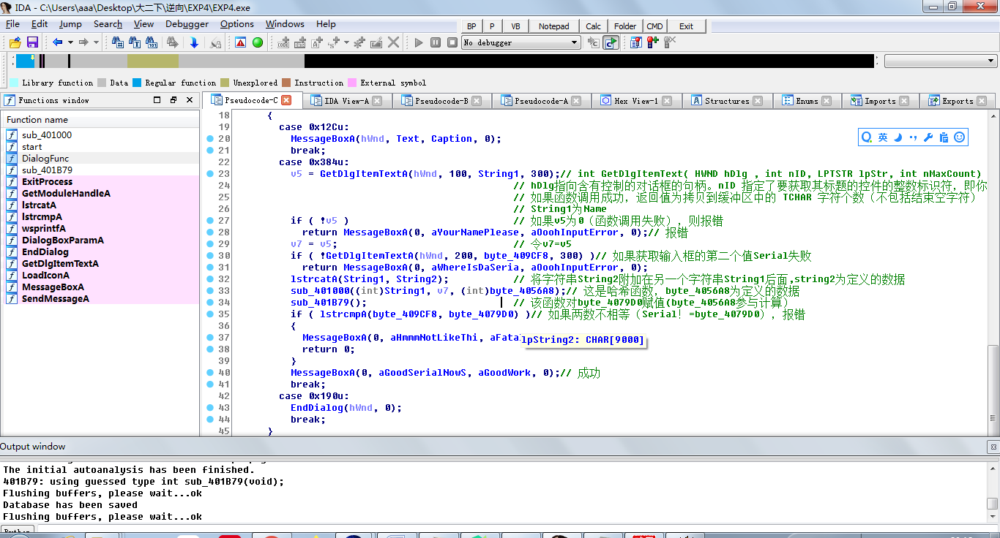 IDA - C:\Users\aaa\Desktop\大二下\逆向\EXP4\EXP4.exe
File Edit Jump Search View Debugger Options Windows Help
BP P VB Notepad Calc Folder CMD Exit
No debugger
Library function Data Regular function Unexplored Instruction External symbol
Functions window
Pseudocode-C IDA View-A Pseudocode-B Pseudocode-A Hex View-1 Structures Enums Imports Exports
Function name
sub_401000
start
DialogFunc
sub_401B79
ExitProcess
GetModuleHandleA
lstrcatA
lstrcmpA
wsprintfA
DialogBoxParamA
EndDialog
GetDlgItemTextA
LoadIconA
MessageBoxA
SendMessageA
18 {
19 case 0x12Cu:
20 MessageBoxA(hWnd, Text, Caption, 0);
21 break;
22 case 0x384u:
23 v5 = GetDlgItemTextA(hWnd, 100, String1, 300);// int GetDlgItemText( HWND hDlg , int nID, LPTSTR lpStr, int nMaxCount)
24 // hDlg指向含有控制的对话框的句柄。nID 指定了要获取其标题的控件的整数标识符，即你
25 // 如果函数调用成功，返回值为拷贝到缓冲区中的 TCHAR 字符个数（不包括结束空字符）
26 // String1为Name
27 if ( !v5 ) // 如果v5为0（函数调用失败），则报错
28 return MessageBoxA(0, aYourNamePlease, aOoohInputError, 0);// 报错
29 v7 = v5; // 令v7=v5
30 if ( !GetDlgItemTextA(hWnd, 200, byte_409CF8, 300) )// 如果获取输入框的第二个值Serial失败
31 return MessageBoxA(0, aWhereIsDaSeria, aOoohInputError, 0);
32 lstrcatA(String1, String2); // 将字符串String2附加在另一个字符串String1后面,string2为定义的数据
33 sub_401000((int)String1, v7, (int)byte_4056A8);// 这是哈希函数，byte_4056A8为定义的数据
34 sub_401B79(); // 该函数对byte_4079D0赋值(byte_4056A8参与计算)
35 if ( lstrcmpA(byte_409CF8, byte_4079D0) )// 如果两数不相等（Serial！=byte_4079D0），报错
36 {
37 MessageBoxA(0, aHmmmNotLikeThi, aFata
lpString2: CHAR[9000]
38 return 0;
39 }
40 MessageBoxA(0, aGoodSerialNowS, aGoodWork, 0);// 成功
41 break;
42 case 0x190u:
43 EndDialog(hWnd, 0);
44 break;
45 }
英
Output window
The initial autoanalysis has been finished.
401B79: using guessed type int sub_401B79(void);
Flushing buffers, please wait...ok
Database has been saved
Flushing buffers, please wait...ok